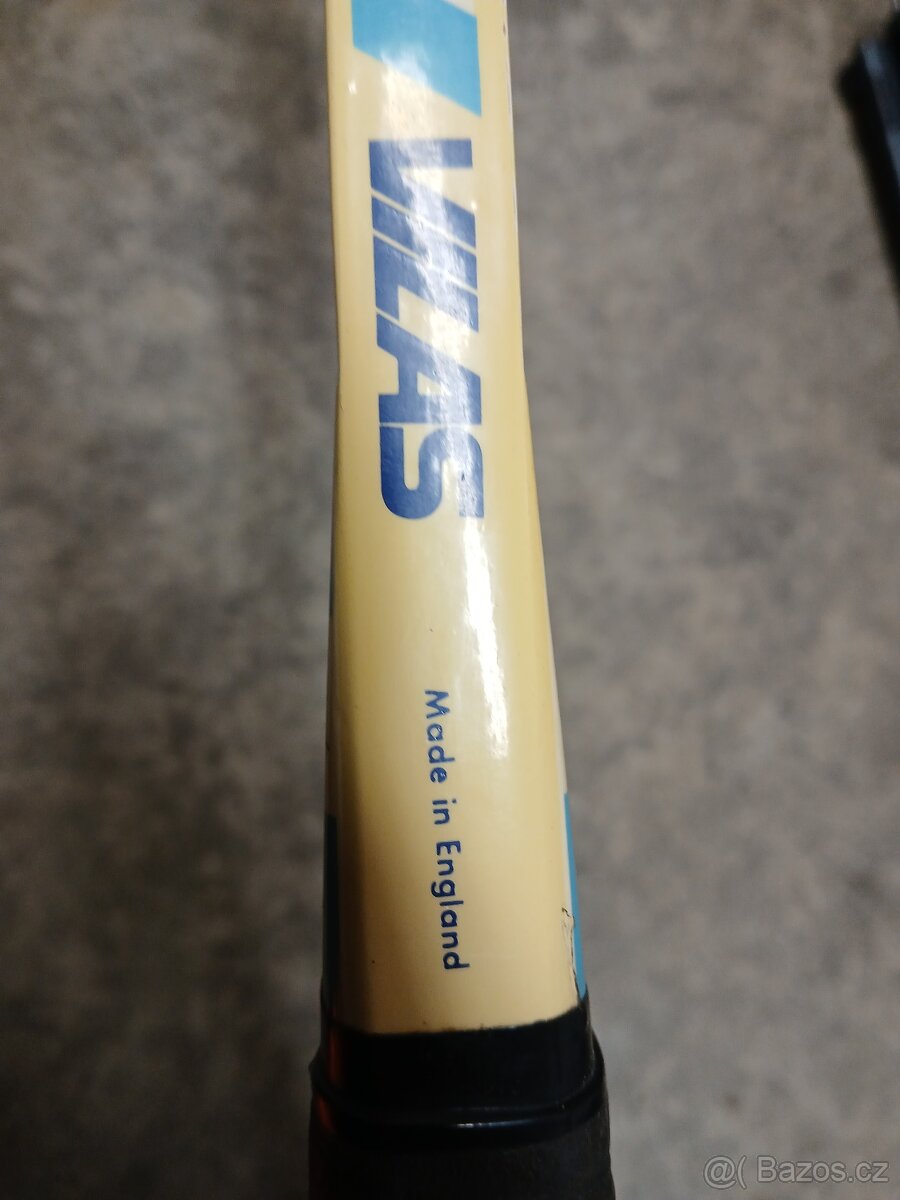 VILAS
Made in England
@( Bazos.cz